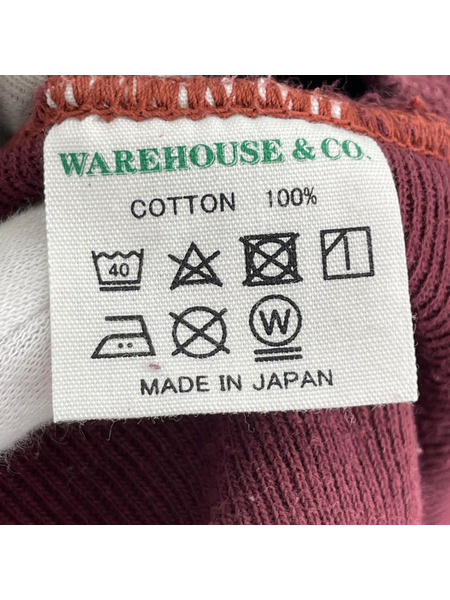 WAREHOUSE & CO.
COTTON 100%
40
W
MADE IN JAPAN